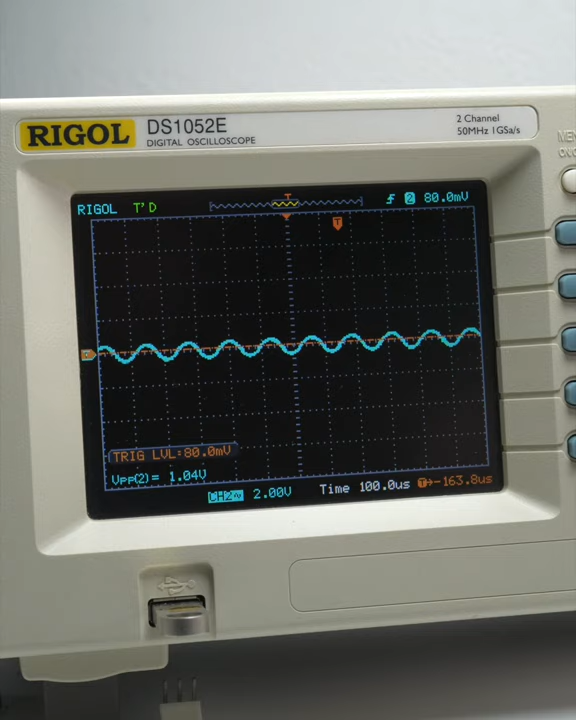 RIGOL DS1052E
DIGITAL OSCILLOSCOPE
2 Channel
50MHz 1GSa/s
RIGOL T'D
T
2 80.0mV
T
TRIG LVL:80.0mV
VPP(2)= 1.04V
CH2~ 2.00V Time 100.0us T→-163.8us